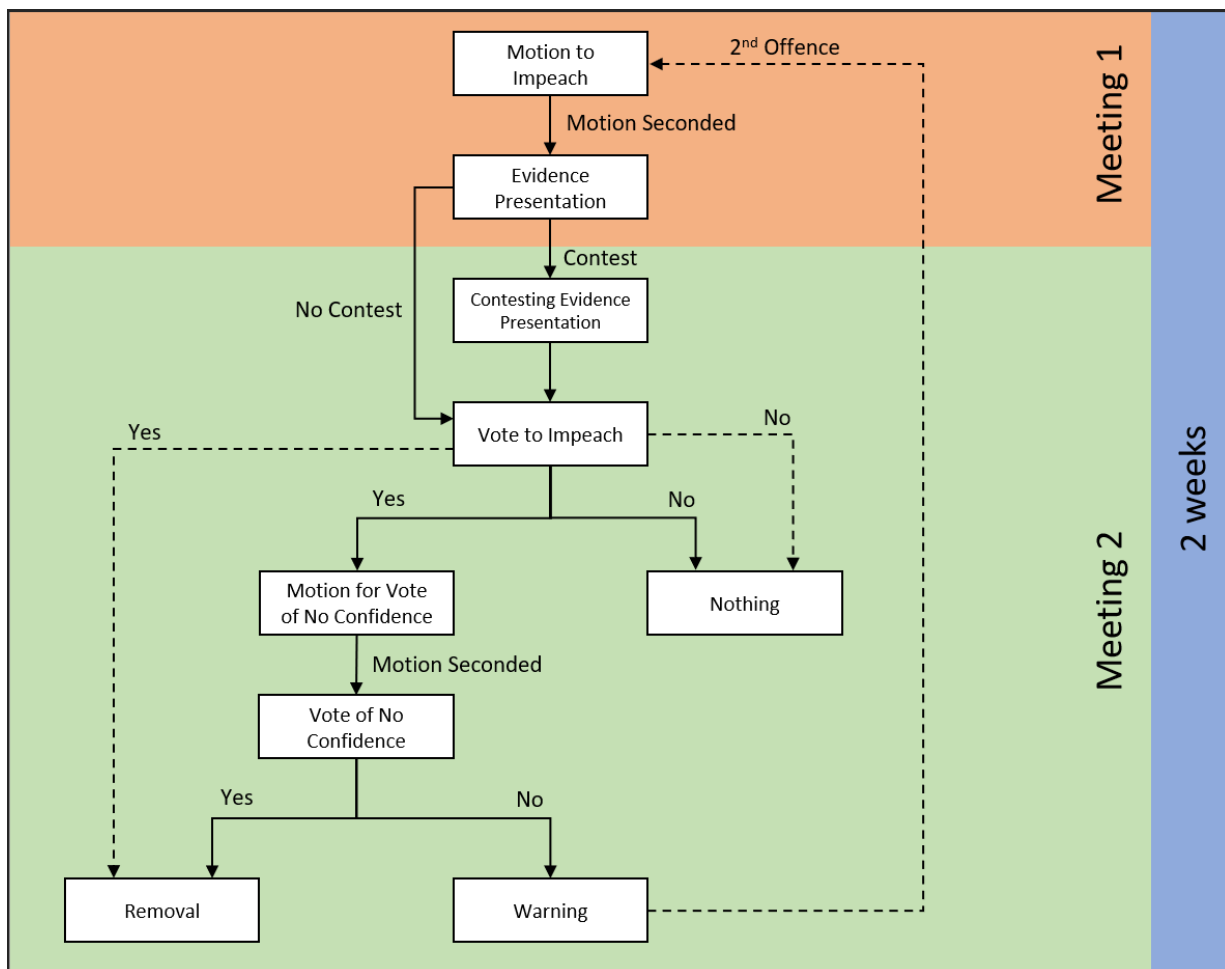 2nd Offence
Motion to
Impeach
Motion Seconded
Evidence
Presentation
Meeting 1
Contest
No Contest
Contesting Evidence
Presentation
Vote to Impeach
Yes
No
Yes
No
Motion for Vote
of No Confidence
Nothing
Motion Seconded
Vote of No
Confidence
Yes
No
Removal
Warning
Meeting 2
2 weeks